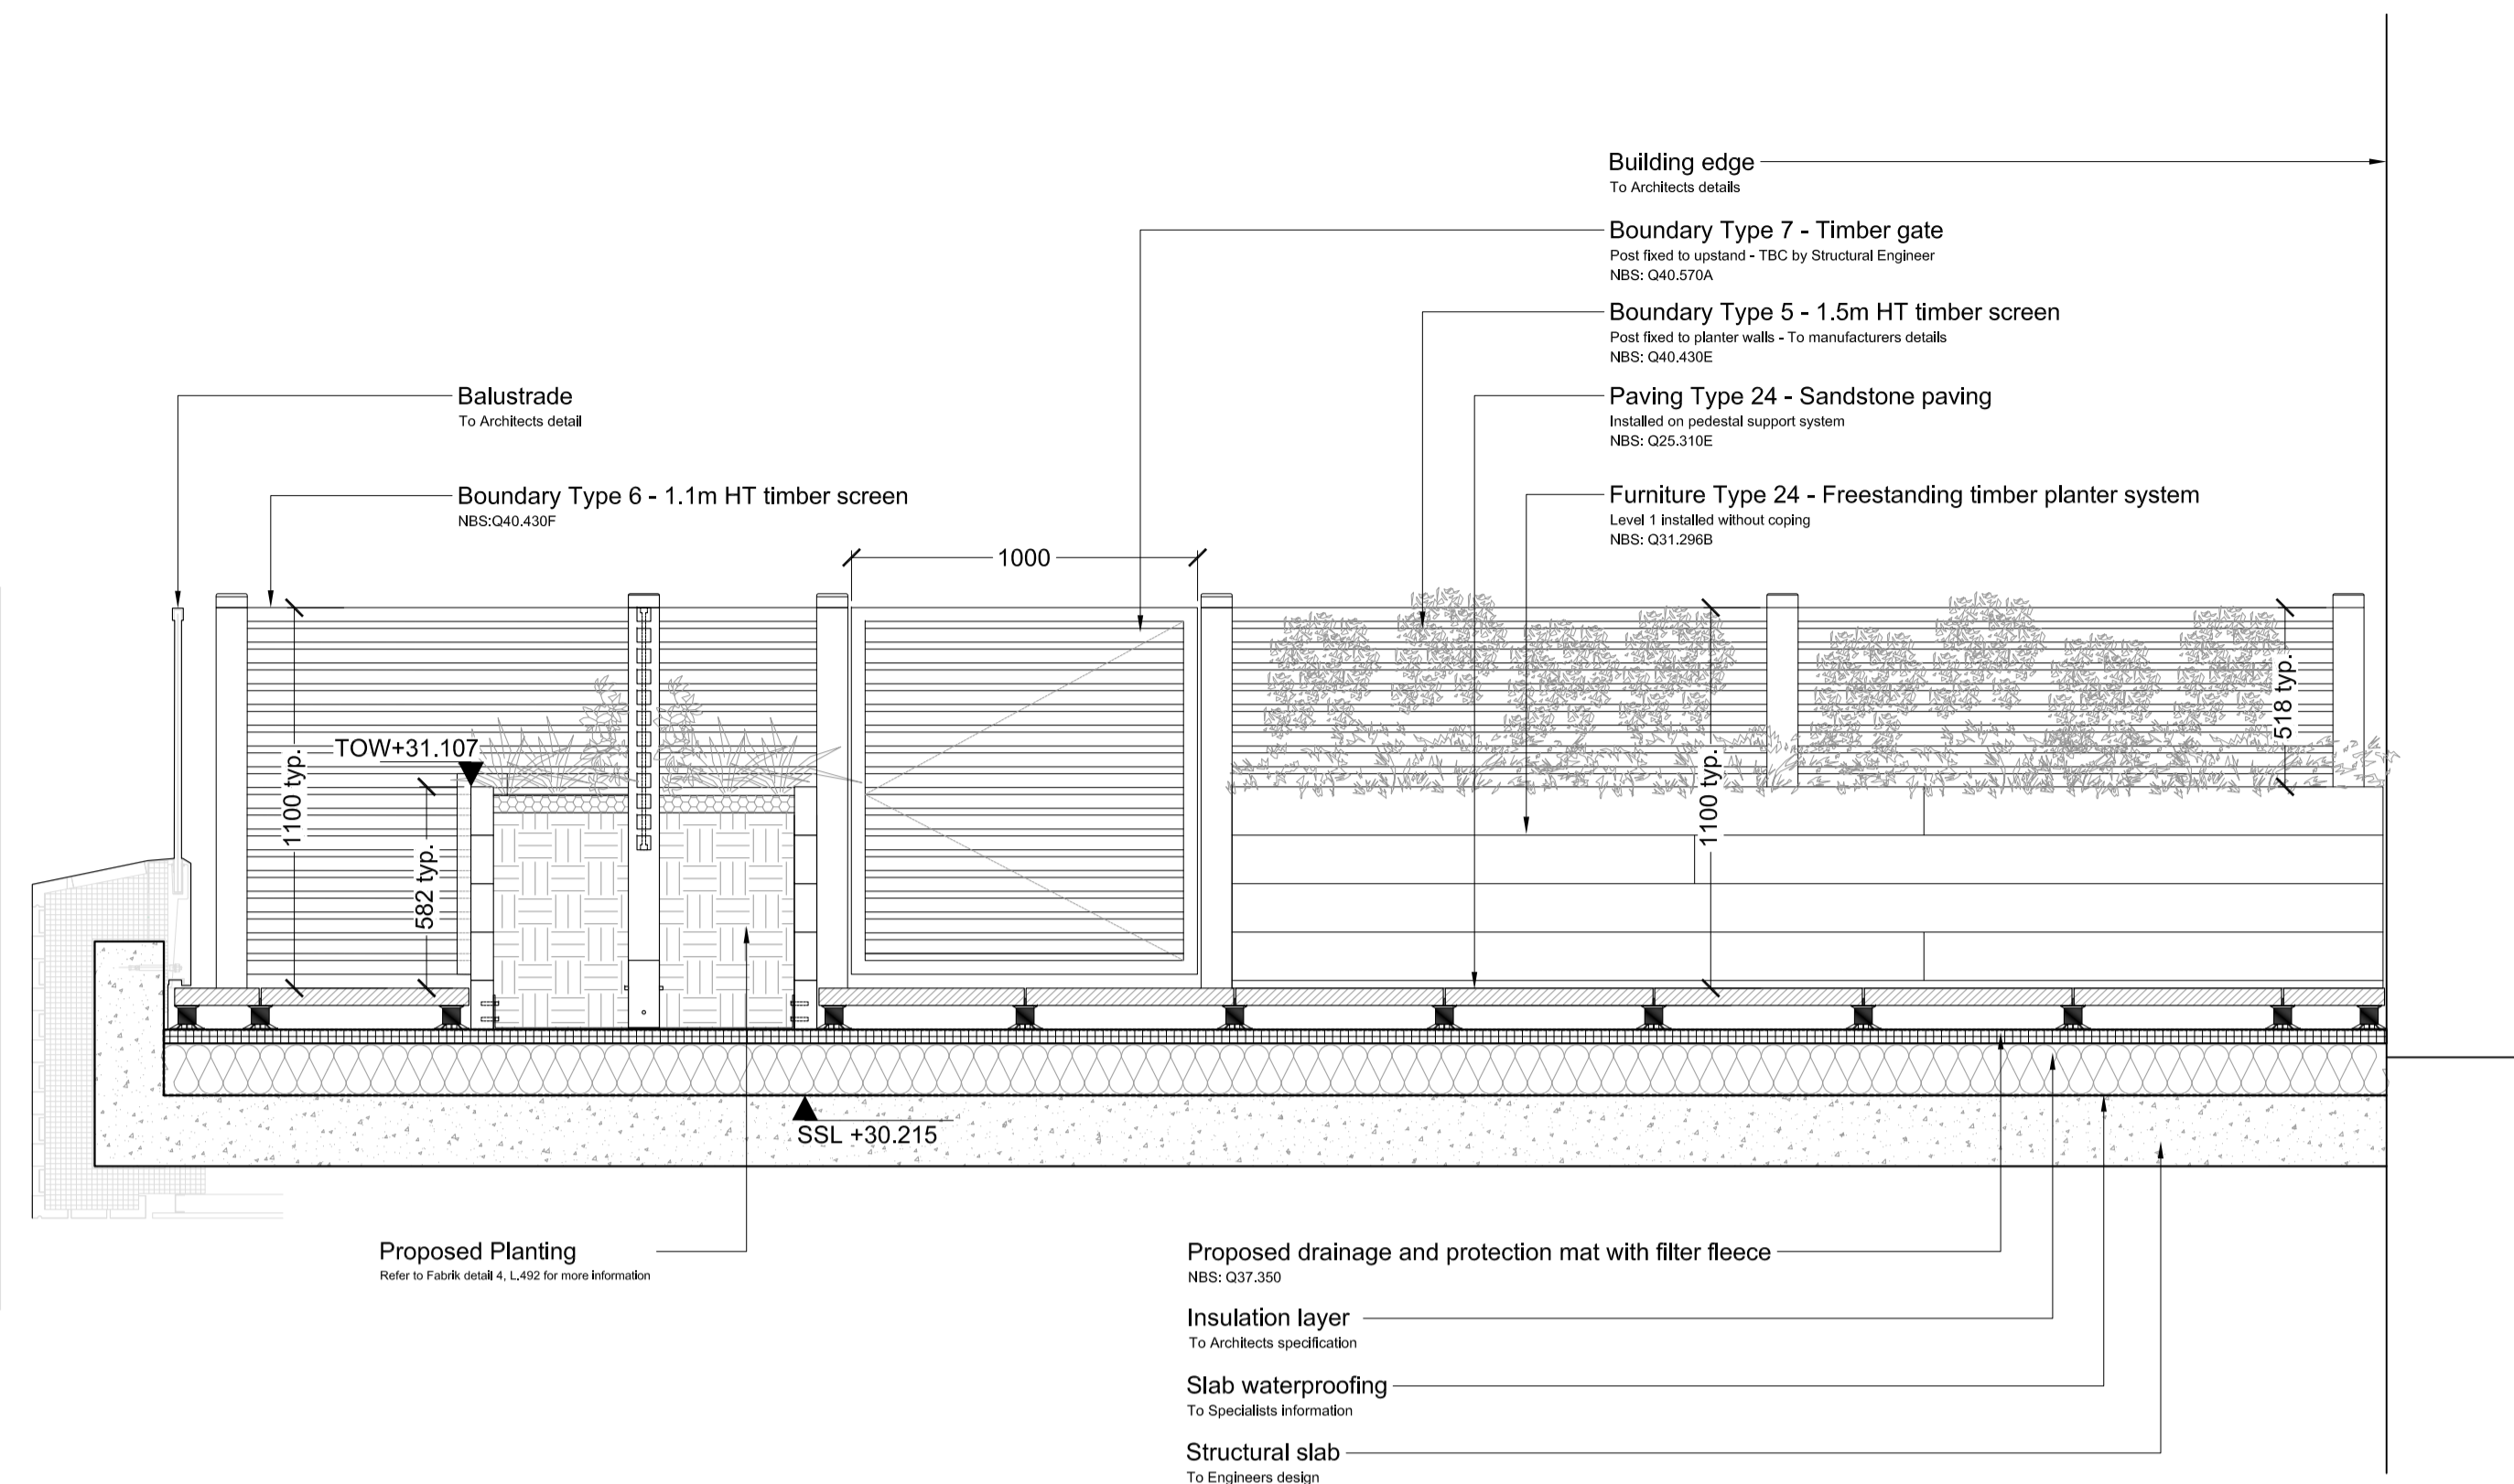 Building edge
To Architects details
Boundary Type 7 - Timber gate
Post fixed to upstand - TBC by Structural Engineer
NBS: Q40.570A
Boundary Type 5 - 1.5m HT timber screen
Post fixed to planter walls - To manufacturers details
NBS: Q40.430E
Balustrade
To Architects detail
Paving Type 24 - Sandstone paving
Installed on pedestal support system
NBS: Q25.310E
Boundary Type 6 - 1.1m HT timber screen
NBS:Q40.430F
Furniture Type 24 - Freestanding timber planter system
Level 1 installed without coping
NBS: Q31.296B
1000
TOW+31.107
1100 typ.
582 typ.
1100 typ.
518 typ.
SSL +30.215
Proposed Planting
Refer to Fabrik detail 4, L.492 for more information
Proposed drainage and protection mat with filter fleece
NBS: Q37.350
Insulation layer
To Architects specification
Slab waterproofing
To Specialists information
Structural slab
To Engineers design